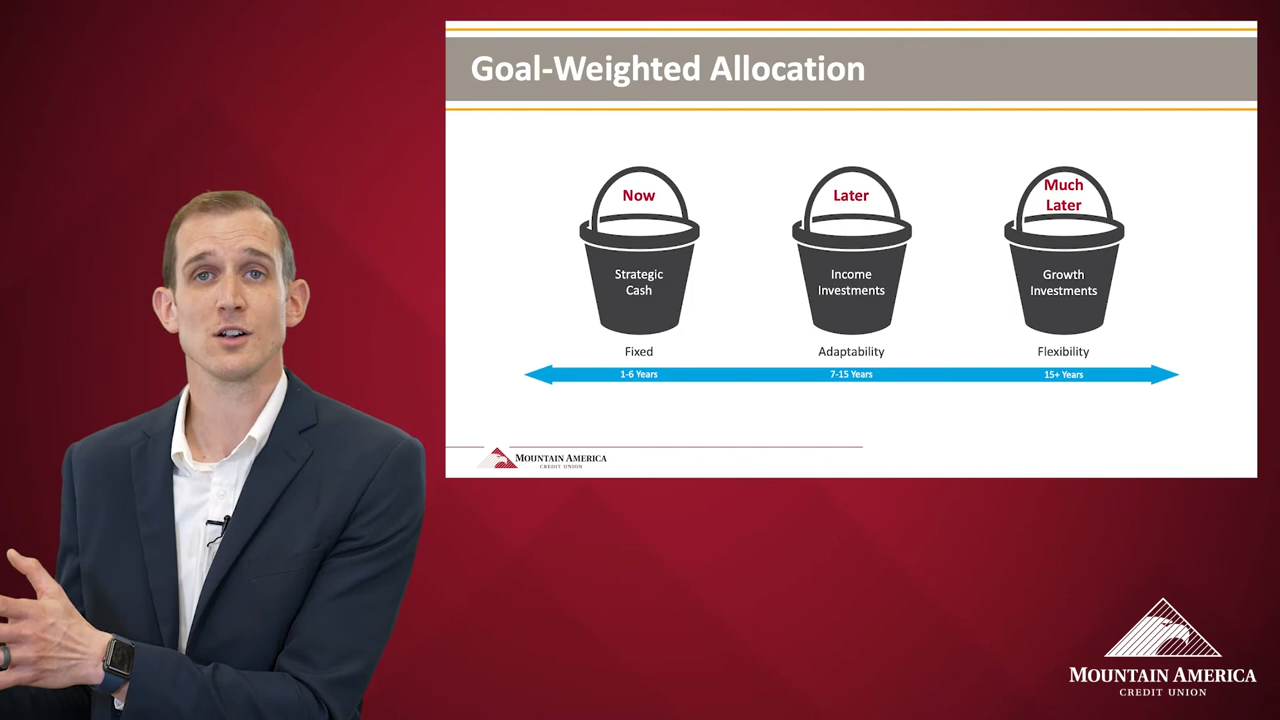 Goal-Weighted Allocation
Now
Later
Much
Later
Strategic
Cash
Income
Investments
Growth
Investments
Fixed
Adaptability
Flexibility
1-6 Years
7-15 Years
15+ Years
MOUNTAIN AMERICA
CREDIT UNION
MOUNTAIN AMERICA
CREDIT UNION